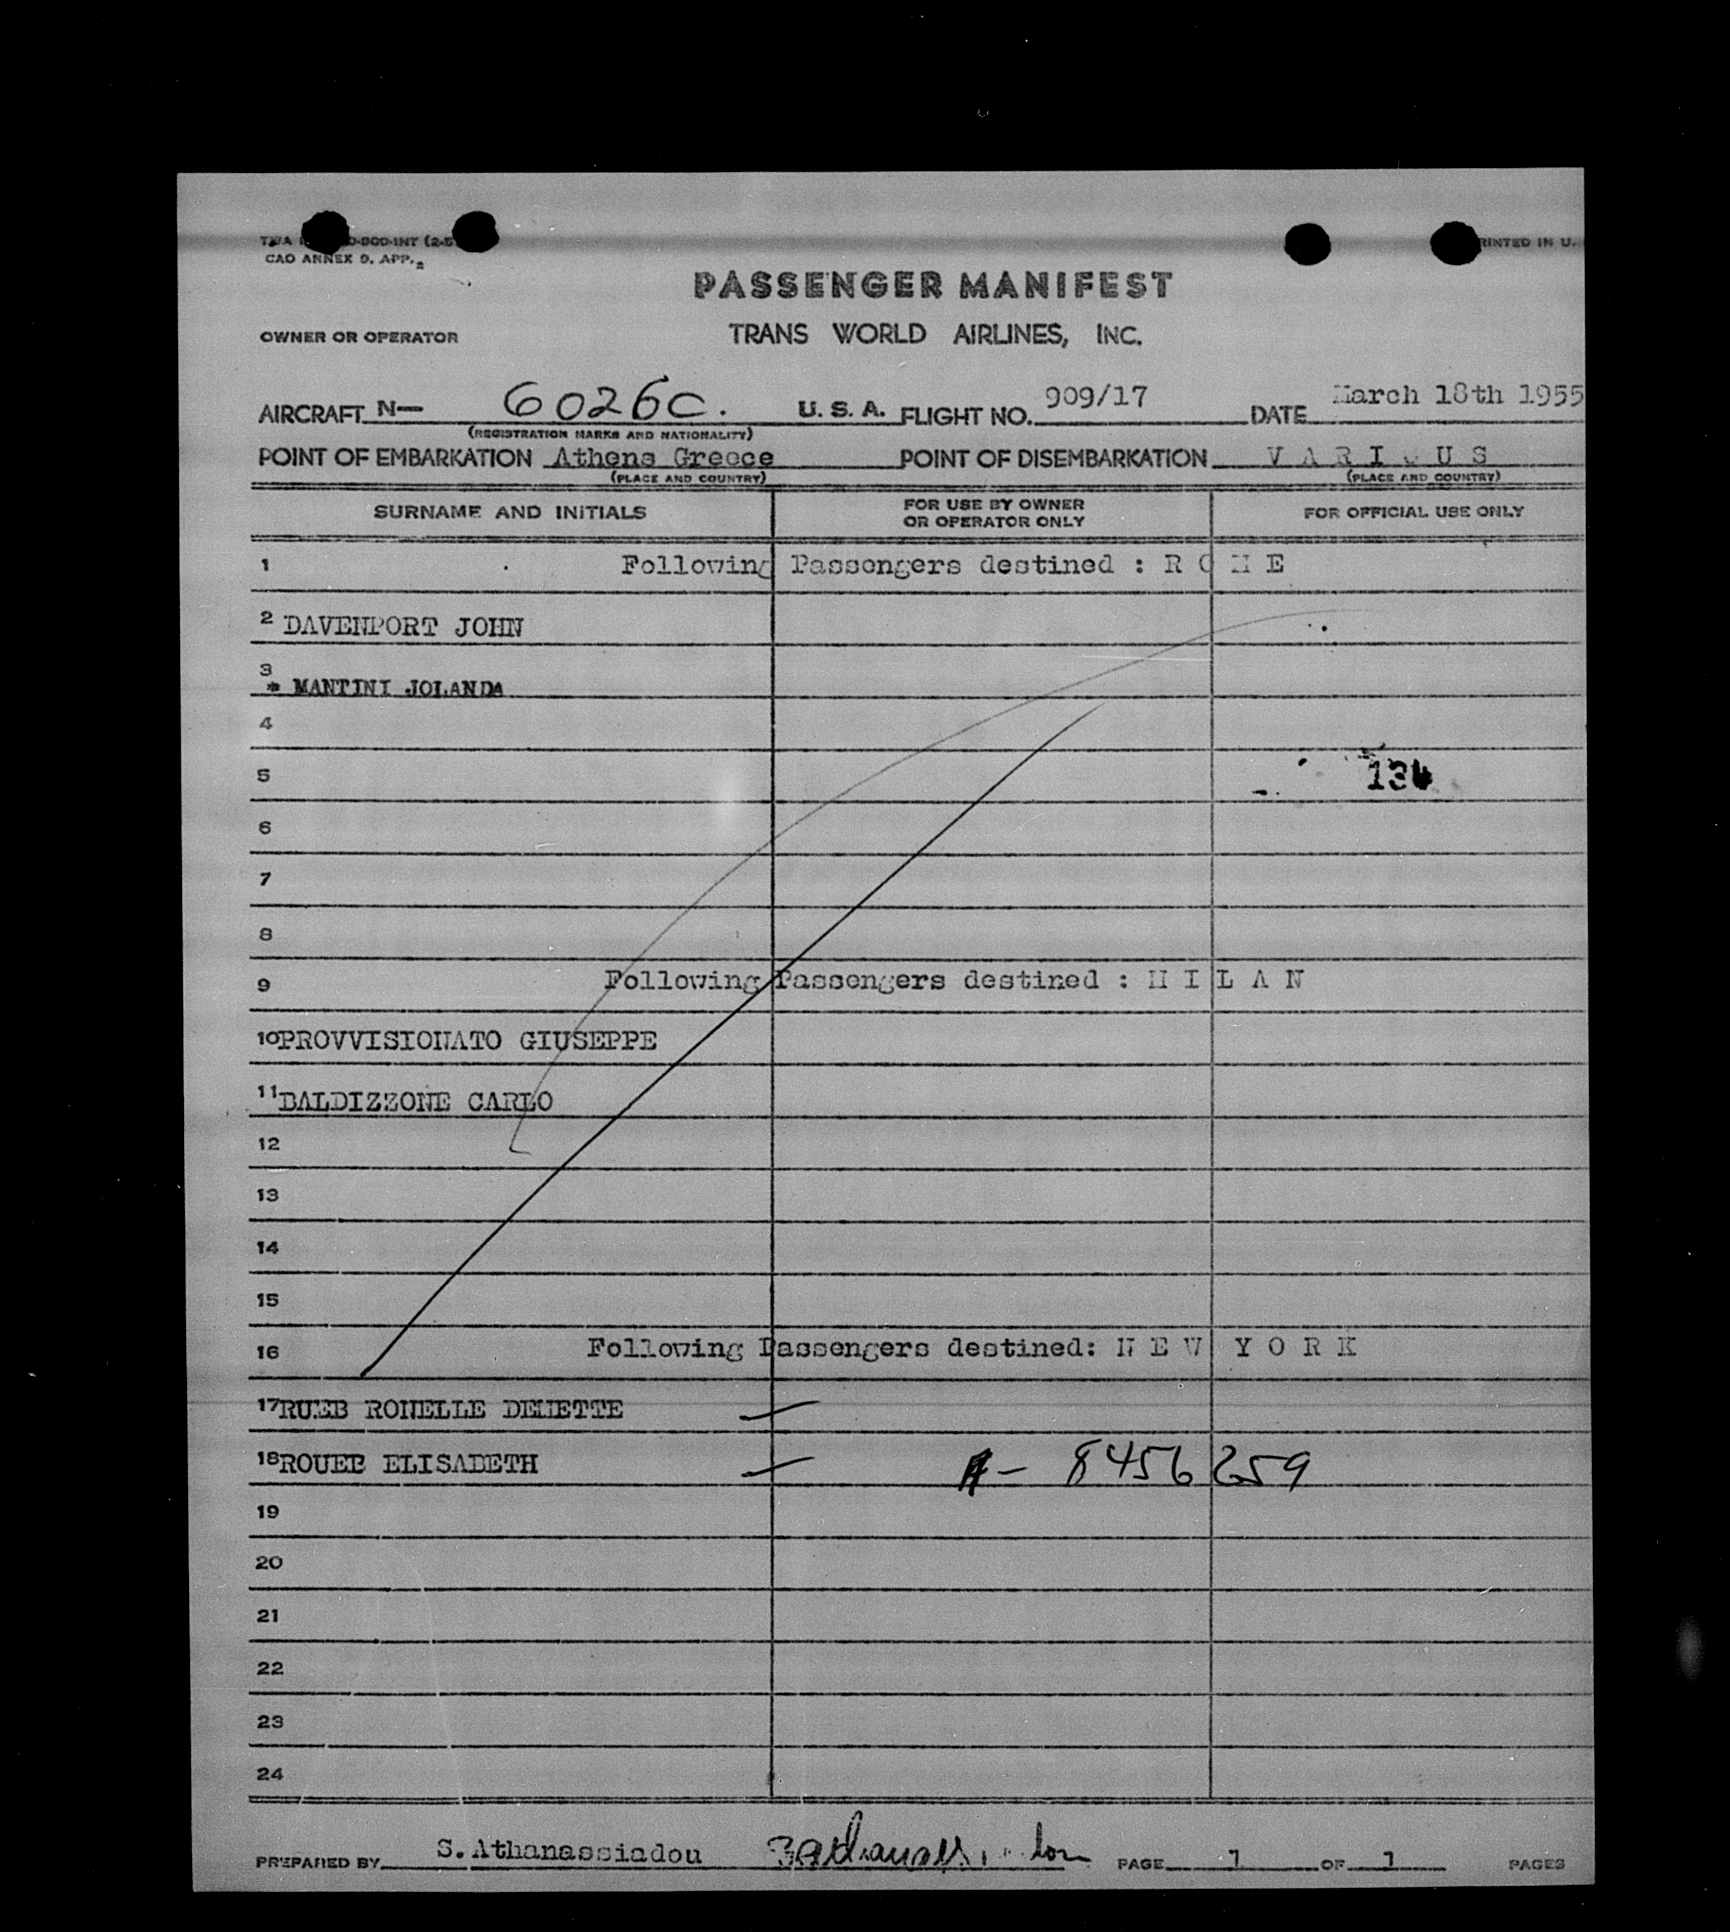 CAO ANNEX 9. APP. 2
PASSENGER MANIFEST
OWNER OR OPERATOR TRANS WORLD AIRLINES, INC.
AIRCRAFT N— 6026C. U. S. A. FLIGHT NO. 909/17 DATE March 18th 1955
(REGISTRATION MARKS AND NATIONALITY)
POINT OF EMBARKATION Athens Greece POINT OF DISEMBARKATION V A R I O U S
(PLACE AND COUNTRY) (PLACE AND COUNTRY)
SURNAME AND INITIALS FOR USE BY OWNER OR OPERATOR ONLY FOR OFFICIAL USE ONLY
1 Following Passengers destined : R O M E
2 DAVENPORT JOHN
3 * MANTINI JOLANDA
4
5
6
7
8
9 Following Passengers destined : M I L A N
10 PROVVISIONATO GIUSEPPE
11 BALDIZZONE CARLO
12
13
14
15
16 Following Passengers destined: N E W Y O R K
17 RUEB
18 ROUEB ELISABETH A- 8456259
19
20
21
22
23
24
PREPARED BY S. Athanassiadou PAGE 1 OF 1 PAGES